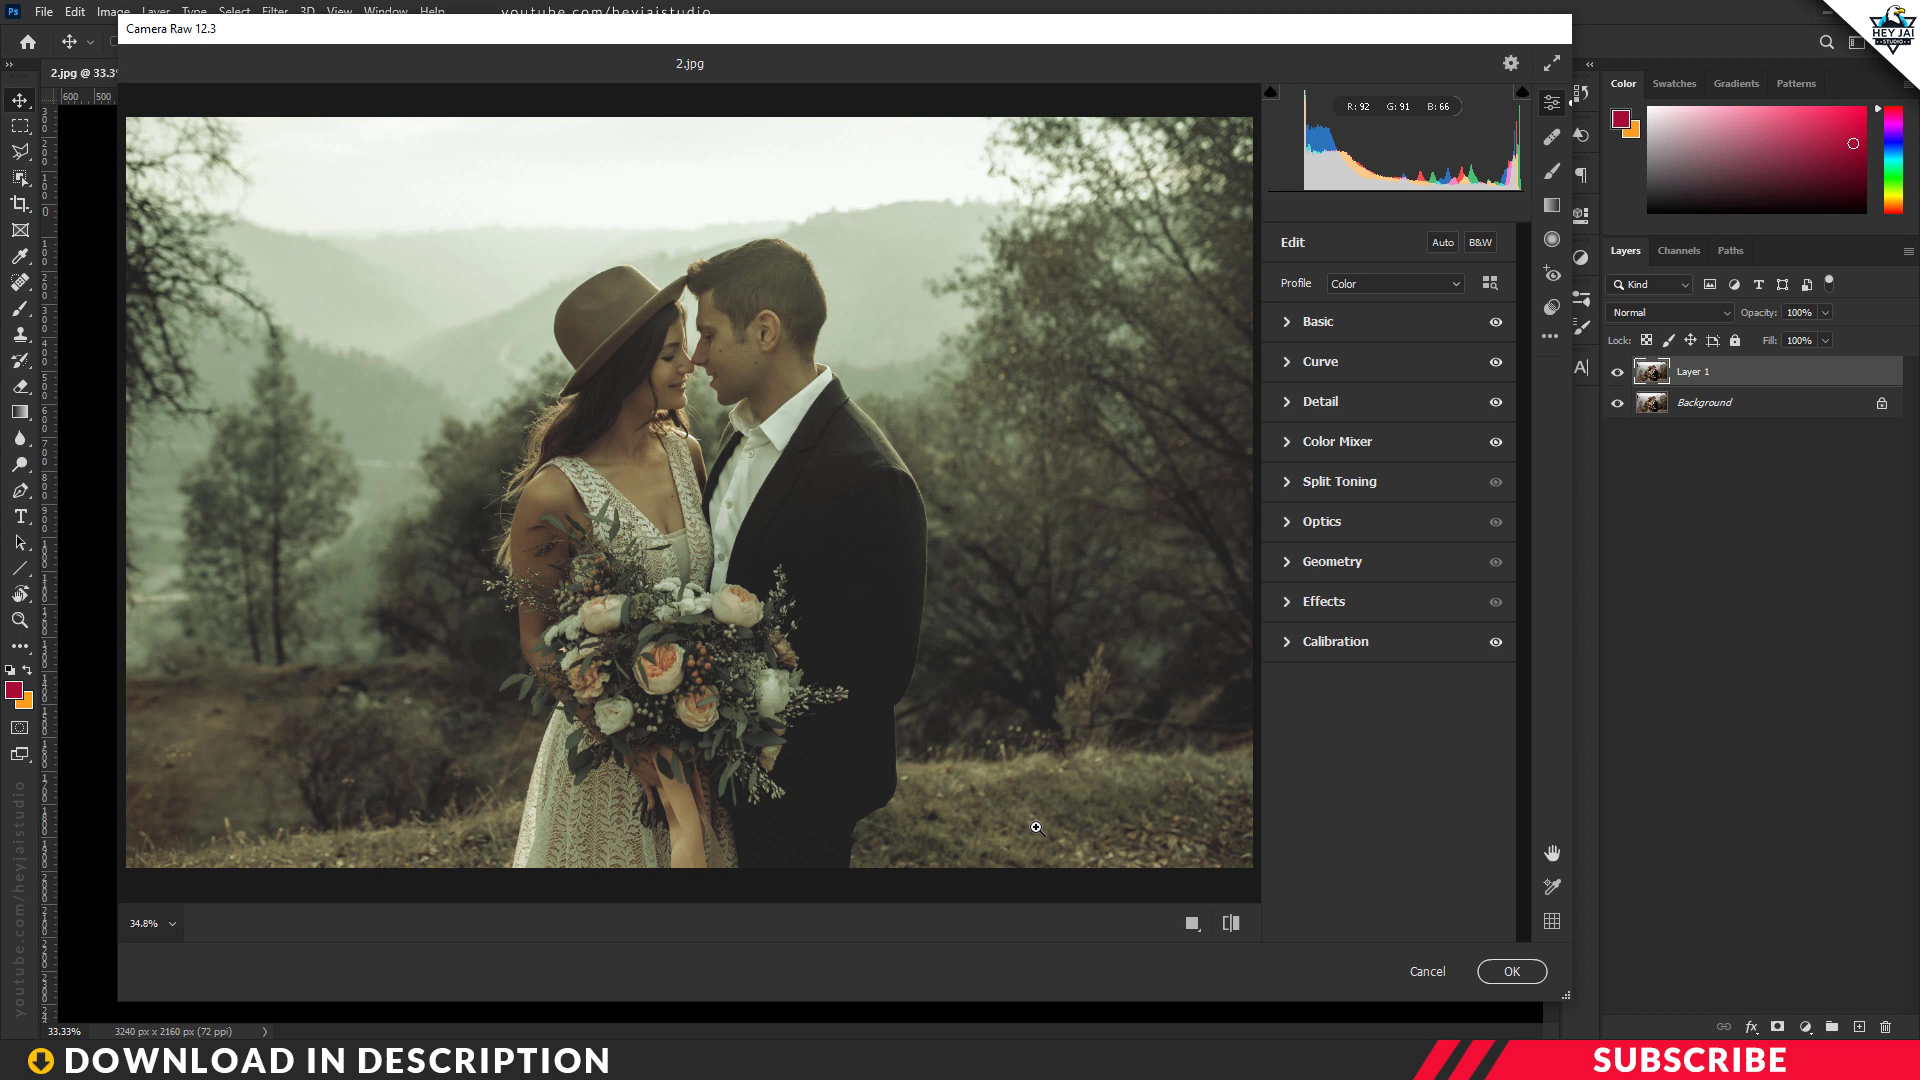 Ps File Edit Image Layer Type Select Filter 3D View Window Help
youtube.com/heyjaistudio
HEY JAI
STUDIO
Camera Raw 12.3
2.jpg @ 33.3
2.jpg
600 500
R: 92 G: 91 B: 66
Edit Auto B&W
Profile Color
Basic
Curve
Detail
Color Mixer
Split Toning
Optics
Geometry
Effects
Calibration
34.8%
Cancel OK
Color Swatches Gradients Patterns
Layers Channels Paths
Kind
Normal Opacity: 100%
Lock: Fill: 100%
Layer 1
Background
youtube.com/heyjaistudio
33.33% 3240 px x 2160 px (72 ppi)
DOWNLOAD IN DESCRIPTION
SUBSCRIBE